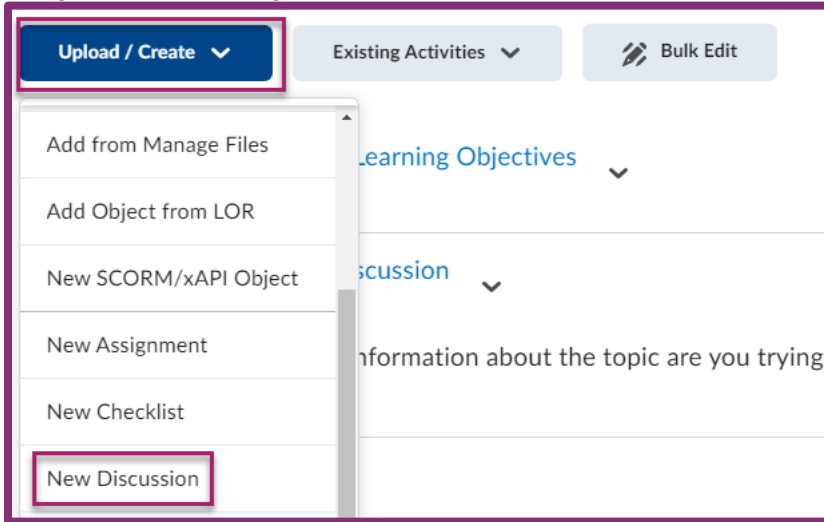 Upload / Create
Existing Activities
Bulk Edit
Add from Manage Files
Learning Objectives
Add Object from LOR
New SCORM/xAPI Object
scussion
New Assignment
nformation about the topic are you trying
New Checklist
New Discussion